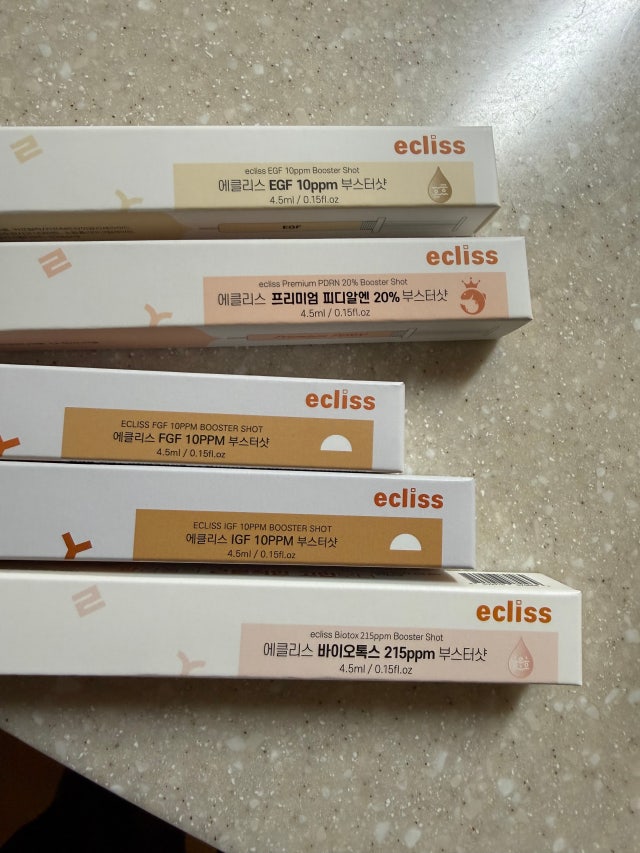 ecliss
ecliss EGF 10ppm Booster Shot
에클리스 EGF 10ppm 부스터샷
4.5ml / 0.15fl.oz
EGF
ecliss
ecliss Premium PDRN 20% Booster Shot
에클리스 프리미엄 피디알엔 20% 부스터샷
4.5ml / 0.15fl.oz
ecliss
ECLISS FGF 10PPM BOOSTER SHOT
에클리스 FGF 10PPM 부스터샷
4.5ml / 0.15fl.oz
ecliss
ECLISS IGF 10PPM BOOSTER SHOT
에클리스 IGF 10PPM 부스터샷
4.5ml / 0.15fl.oz
ecliss
ecliss Biotox 215ppm Booster Shot
에클리스 바이오톡스 215ppm 부스터샷
4.5ml / 0.15fl.oz